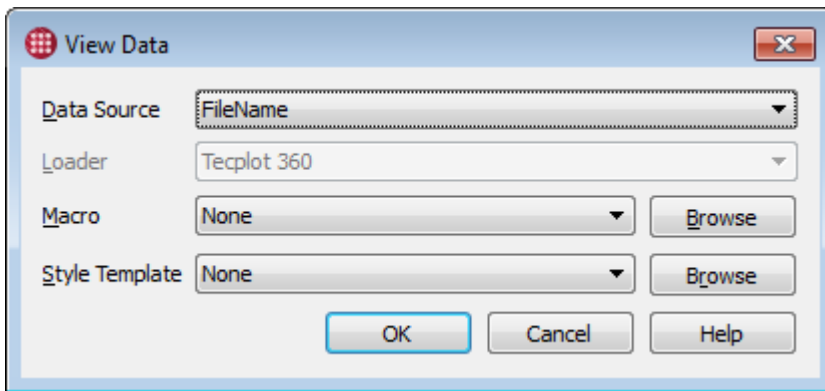 View Data
Data Source FileName
Loader Tecplot 360
Macro None Browse
Style Template None Browse
OK Cancel Help